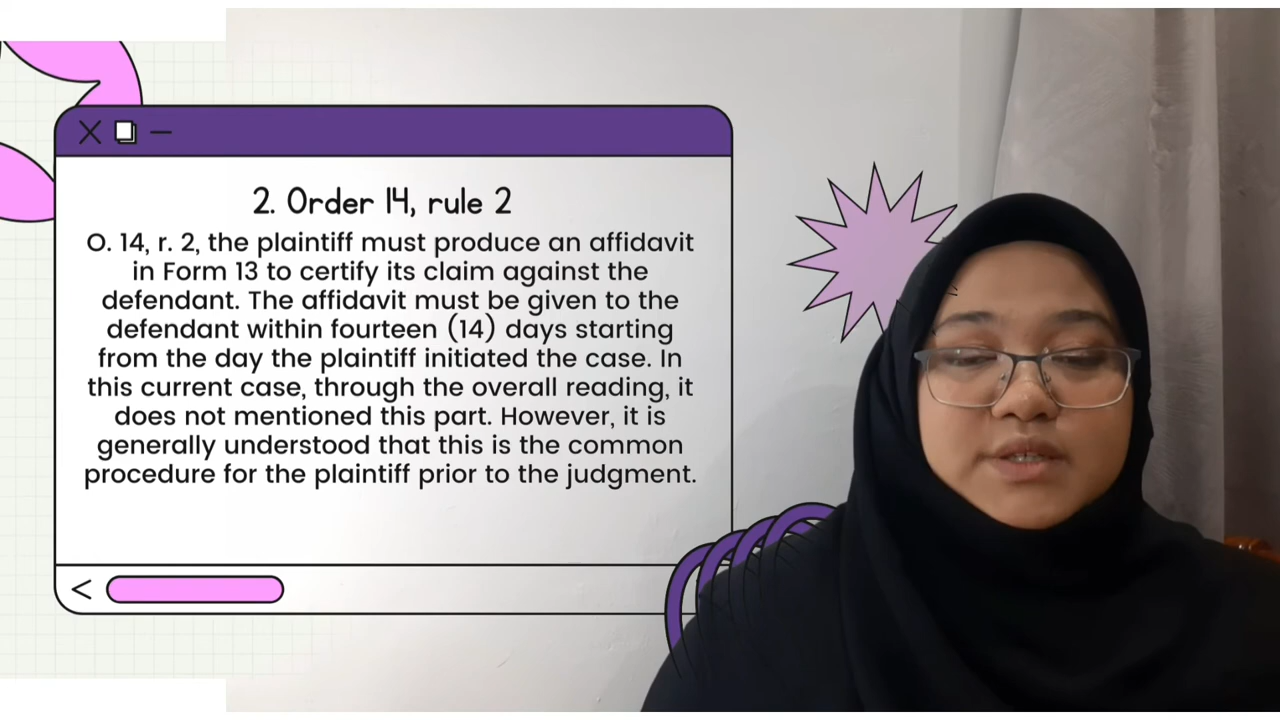 2. Order 14, rule 2
O. 14, r. 2, the plaintiff must produce an affidavit
in Form 13 to certify its claim against the
defendant. The affidavit must be given to the
defendant within fourteen (14) days starting
from the day the plaintiff initiated the case. In
this current case, through the overall reading, it
does not mentioned this part. However, it is
generally understood that this is the common
procedure for the plaintiff prior to the judgment.